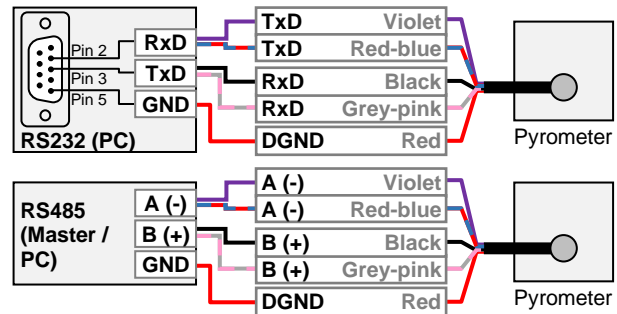 TxD Violet
Pin 2 RxD TxD Red-blue
Pin 3 TxD RxD Black
Pin 5 GND RxD Grey-pink
RS232 (PC) DGND Red Pyrometer
A (-) Violet
RS485 A (-) A (-) Red-blue
(Master / B (+) B (+) Black
PC) GND B (+) Grey-pink
DGND Red Pyrometer